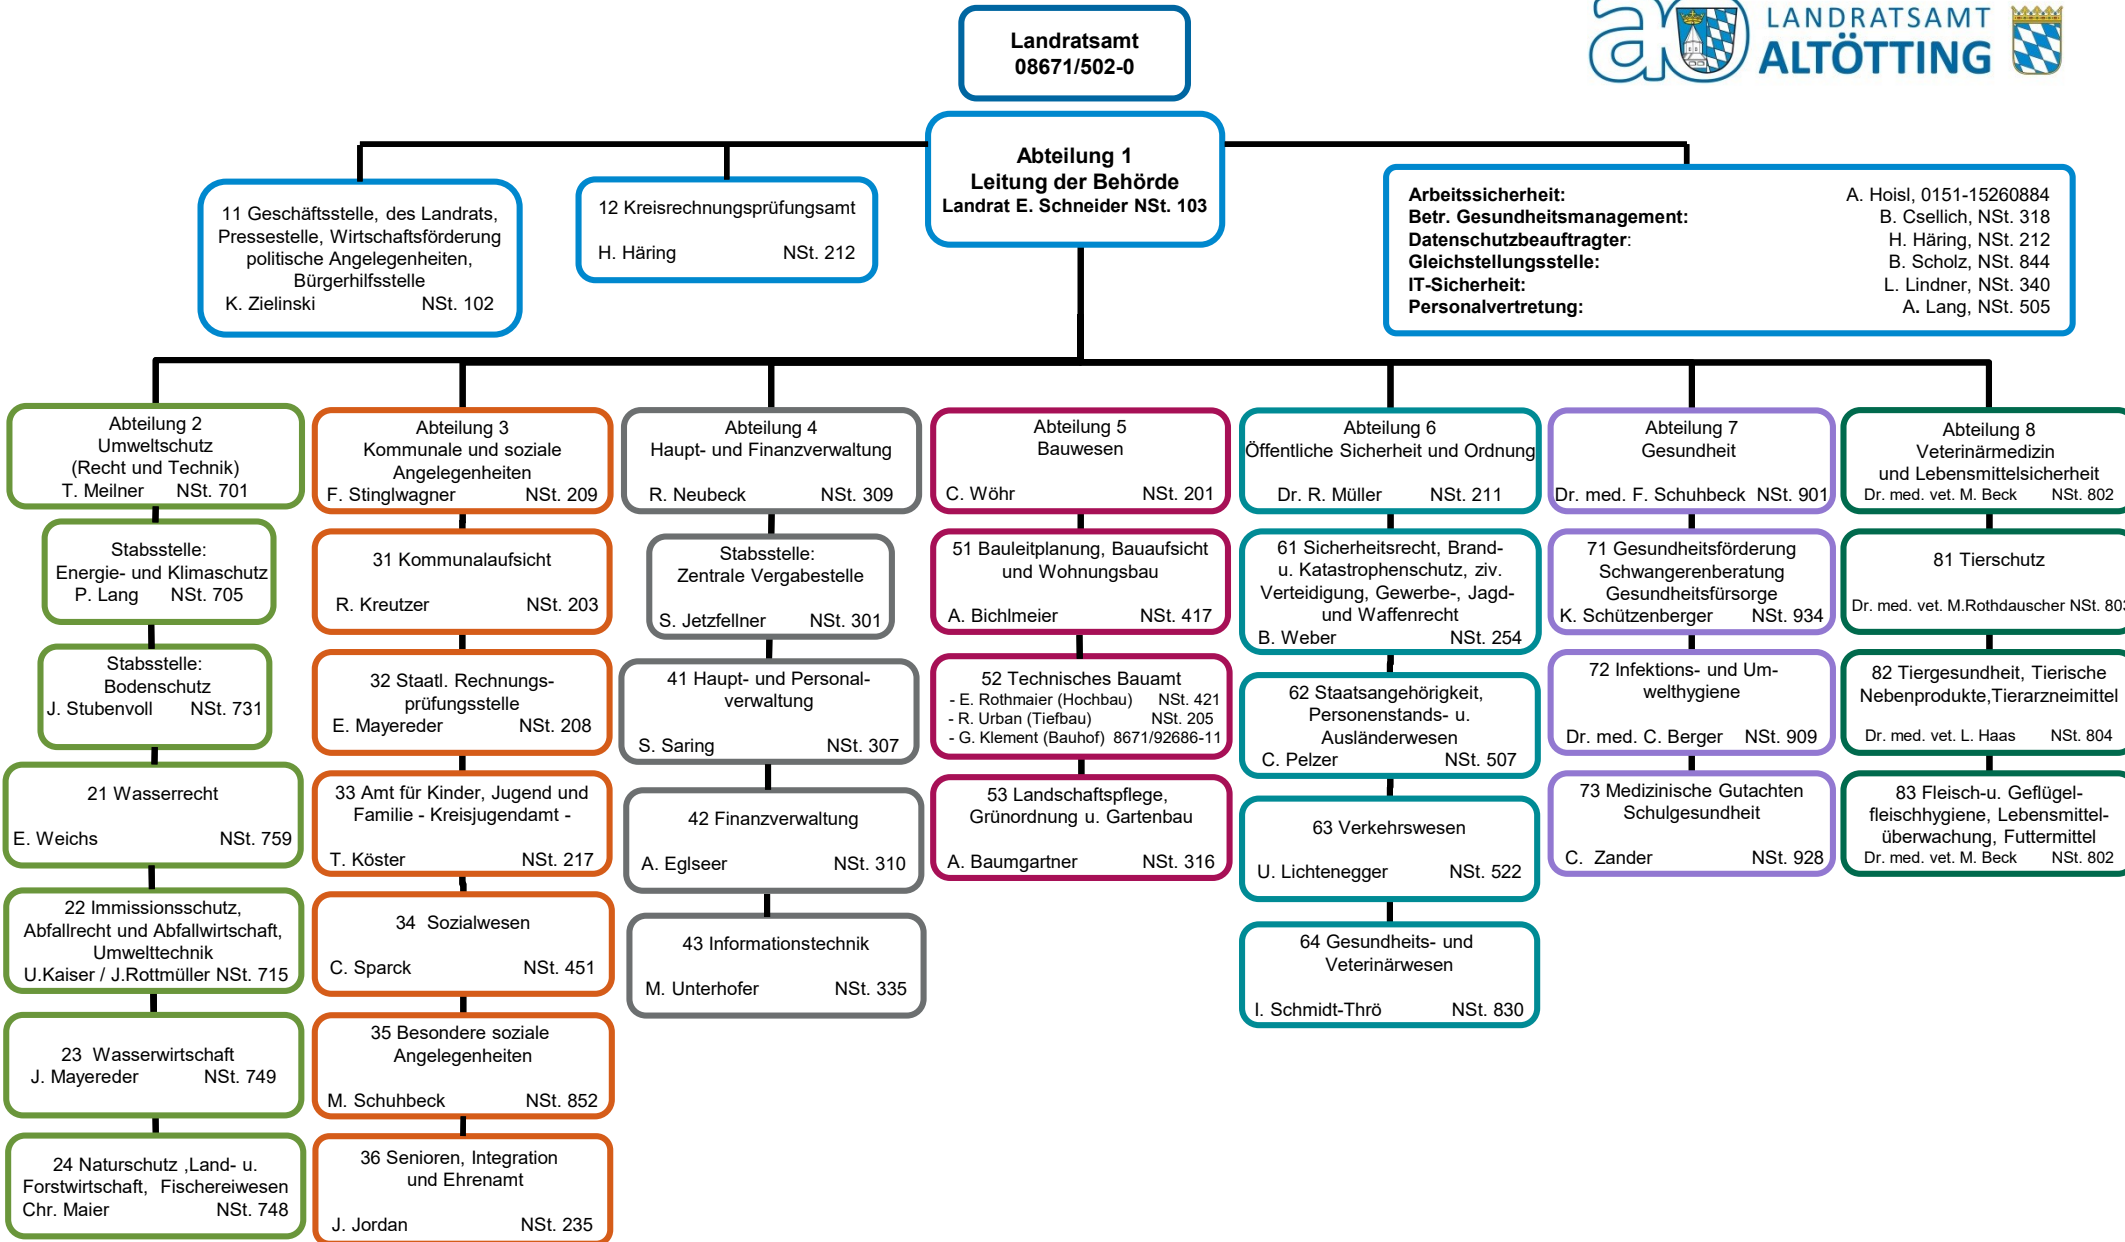 Landratsamt
08671/502-0
ao
LANDRATSAMT
ALTÖTTING
Abteilung 1
Leitung der Behörde
Landrat E. Schneider NSt. 103
11 Geschäftsstelle, des Landrats,
Pressestelle, Wirtschaftsförderung
politische Angelegenheiten,
Bürgerhilfsstelle
K. Zielinski NSt. 102
12 Kreisrechnungsprüfungsamt
H. Häring NSt. 212
Arbeitssicherheit: A. Hoisl, 0151-15260884
Betr. Gesundheitsmanagement: B. Csellich, NSt. 318
Datenschutzbeauftragter: H. Häring, NSt. 212
Gleichstellungsstelle: B. Scholz, NSt. 844
IT-Sicherheit: L. Lindner, NSt. 340
Personalvertretung: A. Lang, NSt. 505
Abteilung 2
Umweltschutz
(Recht und Technik)
T. Meilner NSt. 701
Stabsstelle:
Energie- und Klimaschutz
P. Lang NSt. 705
Stabsstelle:
Bodenschutz
J. Stubenvoll NSt. 731
21 Wasserrecht
E. Weichs NSt. 759
22 Immissionsschutz,
Abfallrecht und Abfallwirtschaft,
Umwelttechnik
U.Kaiser / J.Rottmüller NSt. 715
23 Wasserwirtschaft
J. Mayereder NSt. 749
24 Naturschutz ,Land- u.
Forstwirtschaft, Fischereiwesen
Chr. Maier NSt. 748
Abteilung 3
Kommunale und soziale
Angelegenheiten
F. Stinglwagner NSt. 209
31 Kommunalaufsicht
R. Kreutzer NSt. 203
32 Staatl. Rechnungs-
prüfungsstelle
E. Mayereder NSt. 208
33 Amt für Kinder, Jugend und
Familie - Kreisjugendamt -
T. Köster NSt. 217
34 Sozialwesen
C. Sparck NSt. 451
35 Besondere soziale
Angelegenheiten
M. Schuhbeck NSt. 852
36 Senioren, Integration
und Ehrenamt
J. Jordan NSt. 235
Abteilung 4
Haupt- und Finanzverwaltung
R. Neubeck NSt. 309
Stabsstelle:
Zentrale Vergabestelle
S. Jetzfellner NSt. 301
41 Haupt- und Personal-
verwaltung
S. Saring NSt. 307
42 Finanzverwaltung
A. Eglseer NSt. 310
43 Informationstechnik
M. Unterhofer NSt. 335
Abteilung 5
Bauwesen
C. Wöhr NSt. 201
51 Bauleitplanung, Bauaufsicht
und Wohnungsbau
A. Bichlmeier NSt. 417
52 Technisches Bauamt
- E. Rothmaier (Hochbau) NSt. 421
- R. Urban (Tiefbau) NSt. 205
- G. Klement (Bauhof) 8671/92686-11
53 Landschaftspflege,
Grünordnung u. Gartenbau
A. Baumgartner NSt. 316
Abteilung 6
Öffentliche Sicherheit und Ordnung
Dr. R. Müller NSt. 211
61 Sicherheitsrecht, Brand-
u. Katastrophenschutz, ziv.
Verteidigung, Gewerbe-, Jagd-
und Waffenrecht
B. Weber NSt. 254
62 Staatsangehörigkeit,
Personenstands- u.
Ausländerwesen
C. Pelzer NSt. 507
63 Verkehrswesen
U. Lichtenegger NSt. 522
64 Gesundheits- und
Veterinärwesen
I. Schmidt-Thrö NSt. 830
Abteilung 7
Gesundheit
Dr. med. F. Schuhbeck NSt. 901
71 Gesundheitsförderung
Schwangerenberatung
Gesundheitsfürsorge
K. Schützenberger NSt. 934
72 Infektions- und Um-
welthygiene
Dr. med. C. Berger NSt. 909
73 Medizinische Gutachten
Schulgesundheit
C. Zander NSt. 928
Abteilung 8
Veterinärmedizin
und Lebensmittelsicherheit
Dr. med. vet. M. Beck NSt. 802
81 Tierschutz
Dr. med. vet. M.Rothdauscher NSt. 803
82 Tiergesundheit, Tierische
Nebenprodukte,Tierarzneimittel
Dr. med. vet. L. Haas NSt. 804
83 Fleisch-u. Geflügel-
fleischhygiene, Lebensmittel-
überwachung, Futtermittel
Dr. med. vet. M. Beck NSt. 802